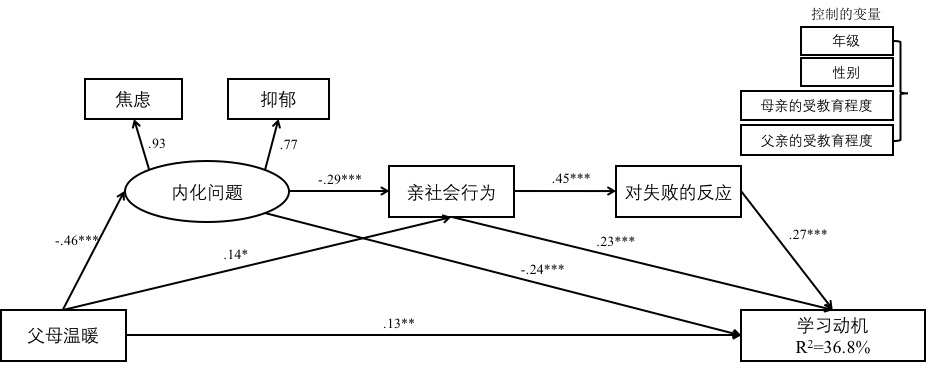 控制的变量
年级
性别
母亲的受教育程度
父亲的受教育程度
焦虑
抑郁
.93
.77
内化问题
-.29***
亲社会行为
.45***
对失败的反应
-.46***
.14*
-.24***
.23***
.27***
父母温暖
.13**
学习动机
R²=36.8%